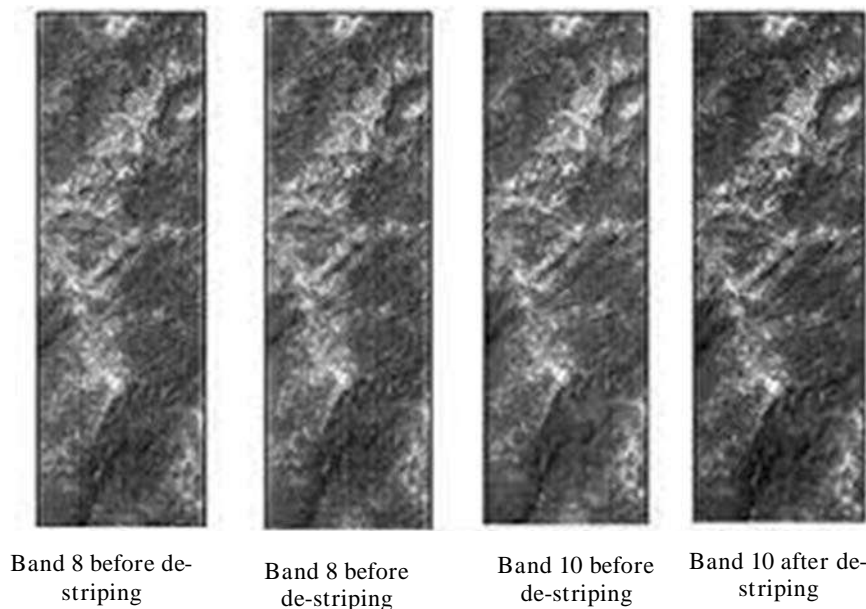 Band 8 before de-
striping
Band 8 before
de-striping
Band 10 before
de-striping
Band 10 after de-
striping